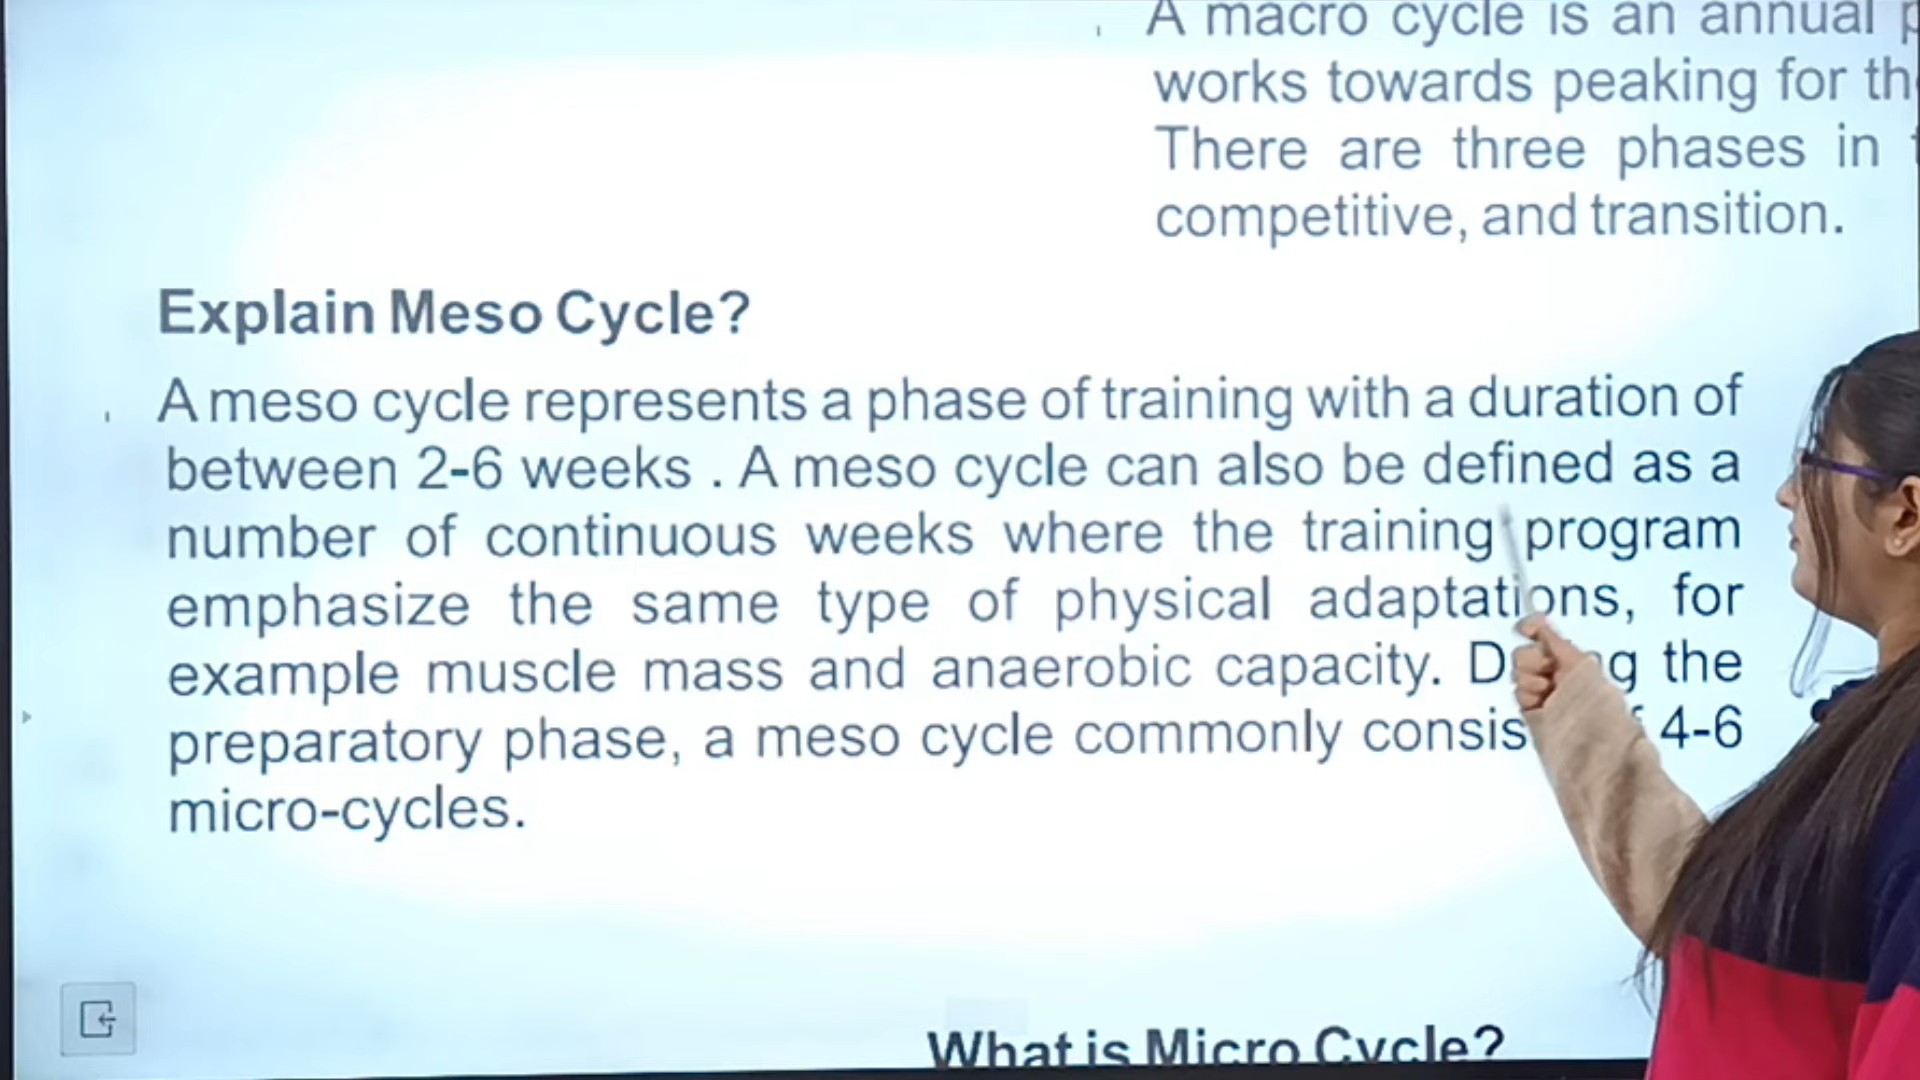 A macro cycle is an annual
works towards peaking for
There are three phases in
competitive, and transition.
Explain Meso Cycle?
A meso cycle represents a phase of training with a duration of
between 2-6 weeks . A meso cycle can also be defined as a
number of continuous weeks where the training program
emphasize the same type of physical adaptations, for
example muscle mass and anaerobic capacity. the
preparatory phase, a meso cycle commonly 4-6
micro-cycles.
What is Micro Cycle?